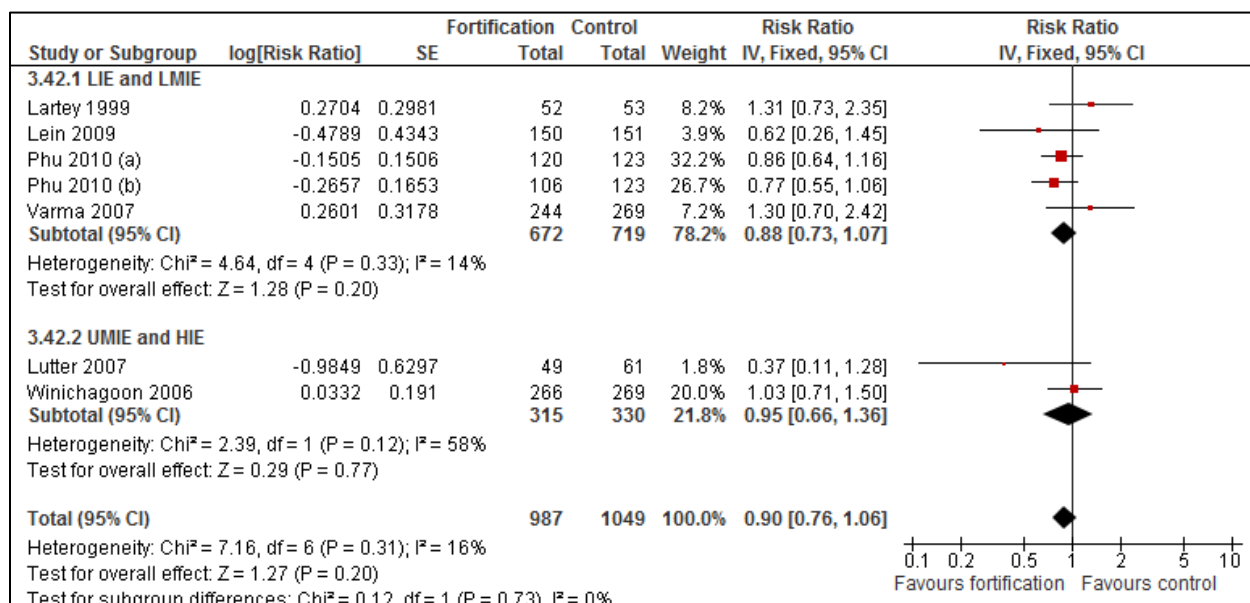 Fortification Control Risk Ratio Risk Ratio
Study or Subgroup log[Risk Ratio] SE Total Total Weight IV, Fixed, 95% CI IV, Fixed, 95% CI
3.42.1 LIE and LMIE
Lartey 1999 0.2704 0.2981 52 53 8.2% 1.31 [0.73, 2.35]
Lein 2009 -0.4789 0.4343 150 151 3.9% 0.62 [0.26, 1.45]
Phu 2010 (a) -0.1505 0.1506 120 123 32.2% 0.86 [0.64, 1.16]
Phu 2010 (b) -0.2657 0.1653 106 123 26.7% 0.77 [0.55, 1.06]
Varma 2007 0.2601 0.3178 244 269 7.2% 1.30 [0.70, 2.42]
Subtotal (95% CI) 672 719 78.2% 0.88 [0.73, 1.07]
Heterogeneity: Chi² = 4.64, df = 4 (P = 0.33); I² = 14%
Test for overall effect: Z = 1.28 (P = 0.20)
3.42.2 UMIE and HIE
Lutter 2007 -0.9849 0.6297 49 61 1.8% 0.37 [0.11, 1.28]
Winichagoon 2006 0.0332 0.191 266 269 20.0% 1.03 [0.71, 1.50]
Subtotal (95% CI) 315 330 21.8% 0.95 [0.66, 1.36]
Heterogeneity: Chi² = 2.39, df = 1 (P = 0.12); I² = 58%
Test for overall effect: Z = 0.29 (P = 0.77)
Total (95% CI) 987 1049 100.0% 0.90 [0.76, 1.06]
Heterogeneity: Chi² = 7.16, df = 6 (P = 0.31); I² = 16%
Test for overall effect: Z = 1.27 (P = 0.20)
Test for subgroup differences: Chi² = 0.12, df = 1 (P = 0.73), I² = 0%
0.1 0.2 0.5 1 2 5 10
Favours fortification Favours control